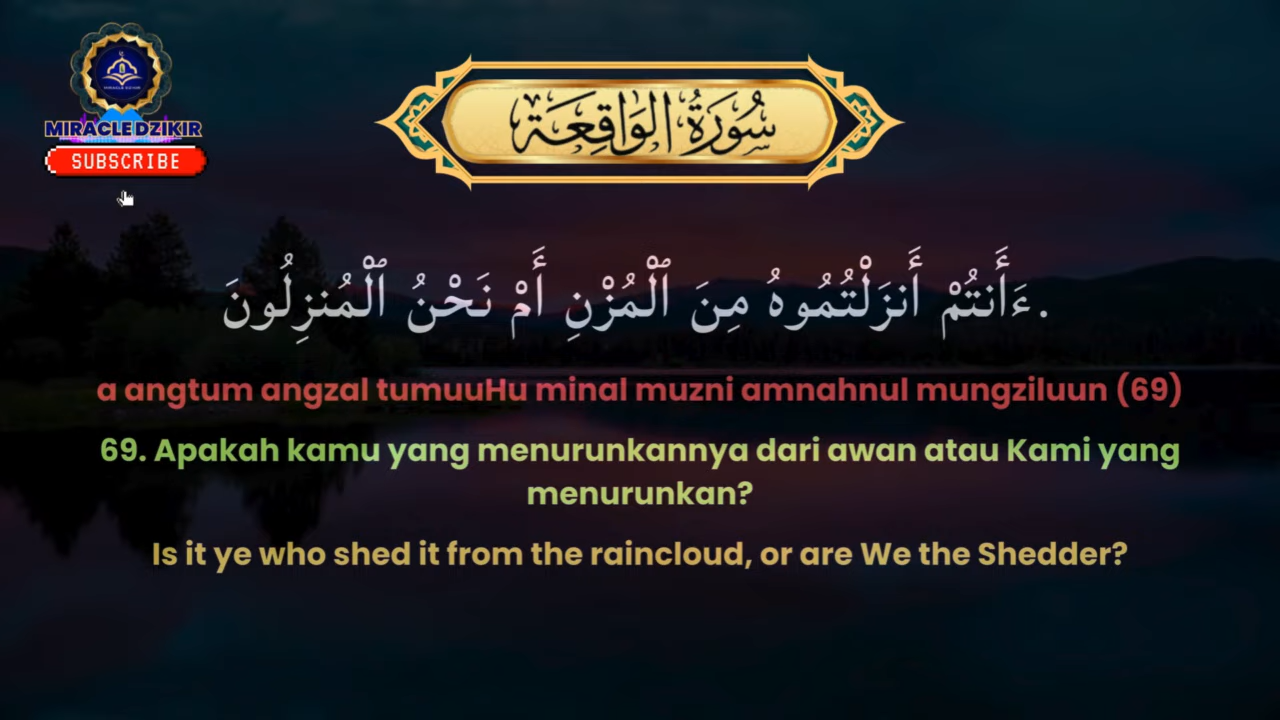 MIRACLEDZIKIR
SUBSCRIBE
سُورَةُ الْوَاقِعَة
ءَأَنتُمْ أَنزَلْتُمُوهُ مِنَ ٱلْمُزْنِ أَمْ نَحْنُ ٱلْمُنزِلُونَ.
a angtum angzal tumuuHu minal muzni amnahnul mungziluun (69)
69. Apakah kamu yang menurunkannya dari awan atau Kami yang
menurunkan?
Is it ye who shed it from the raincloud, or are We the Shedder?